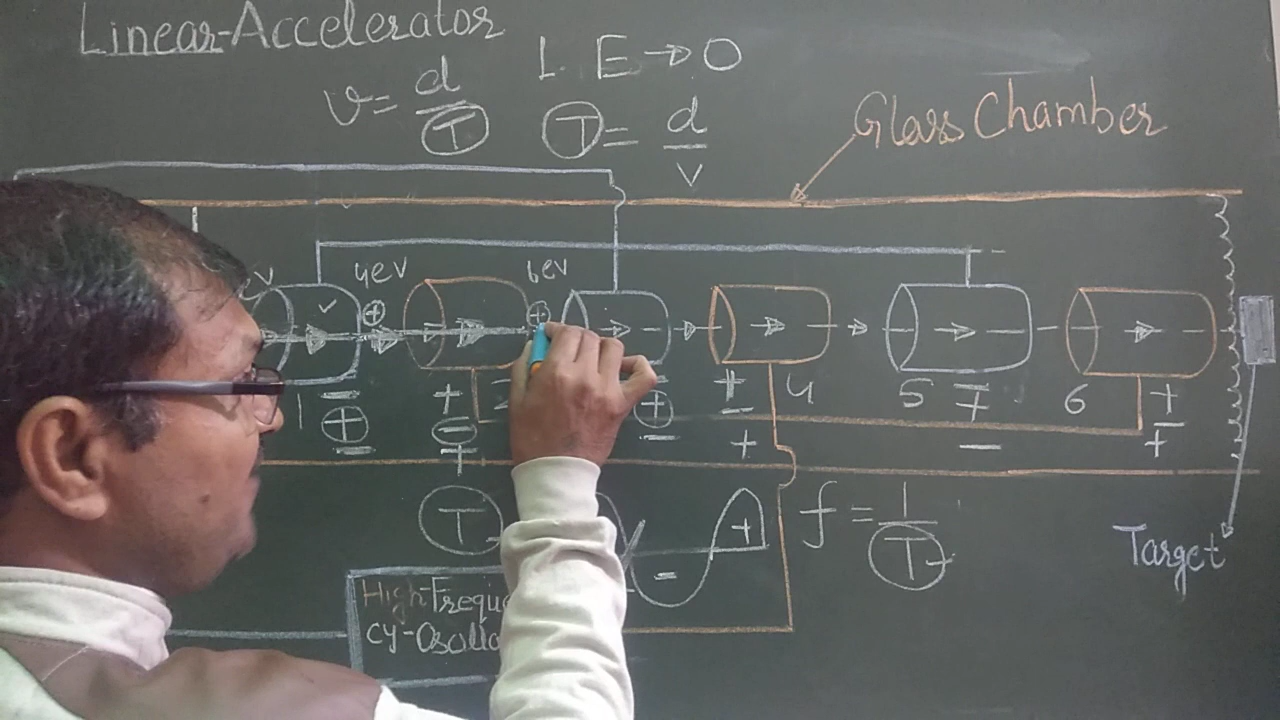 Linear-Accelerator
I. E → O
v = d/T
T = d/v
Glass Chamber
4ev
6ev
✓
⊕
⊕
1
4
5
6
T
+
-
f = 1/T
Target
High-Freque
cy-Oscilla